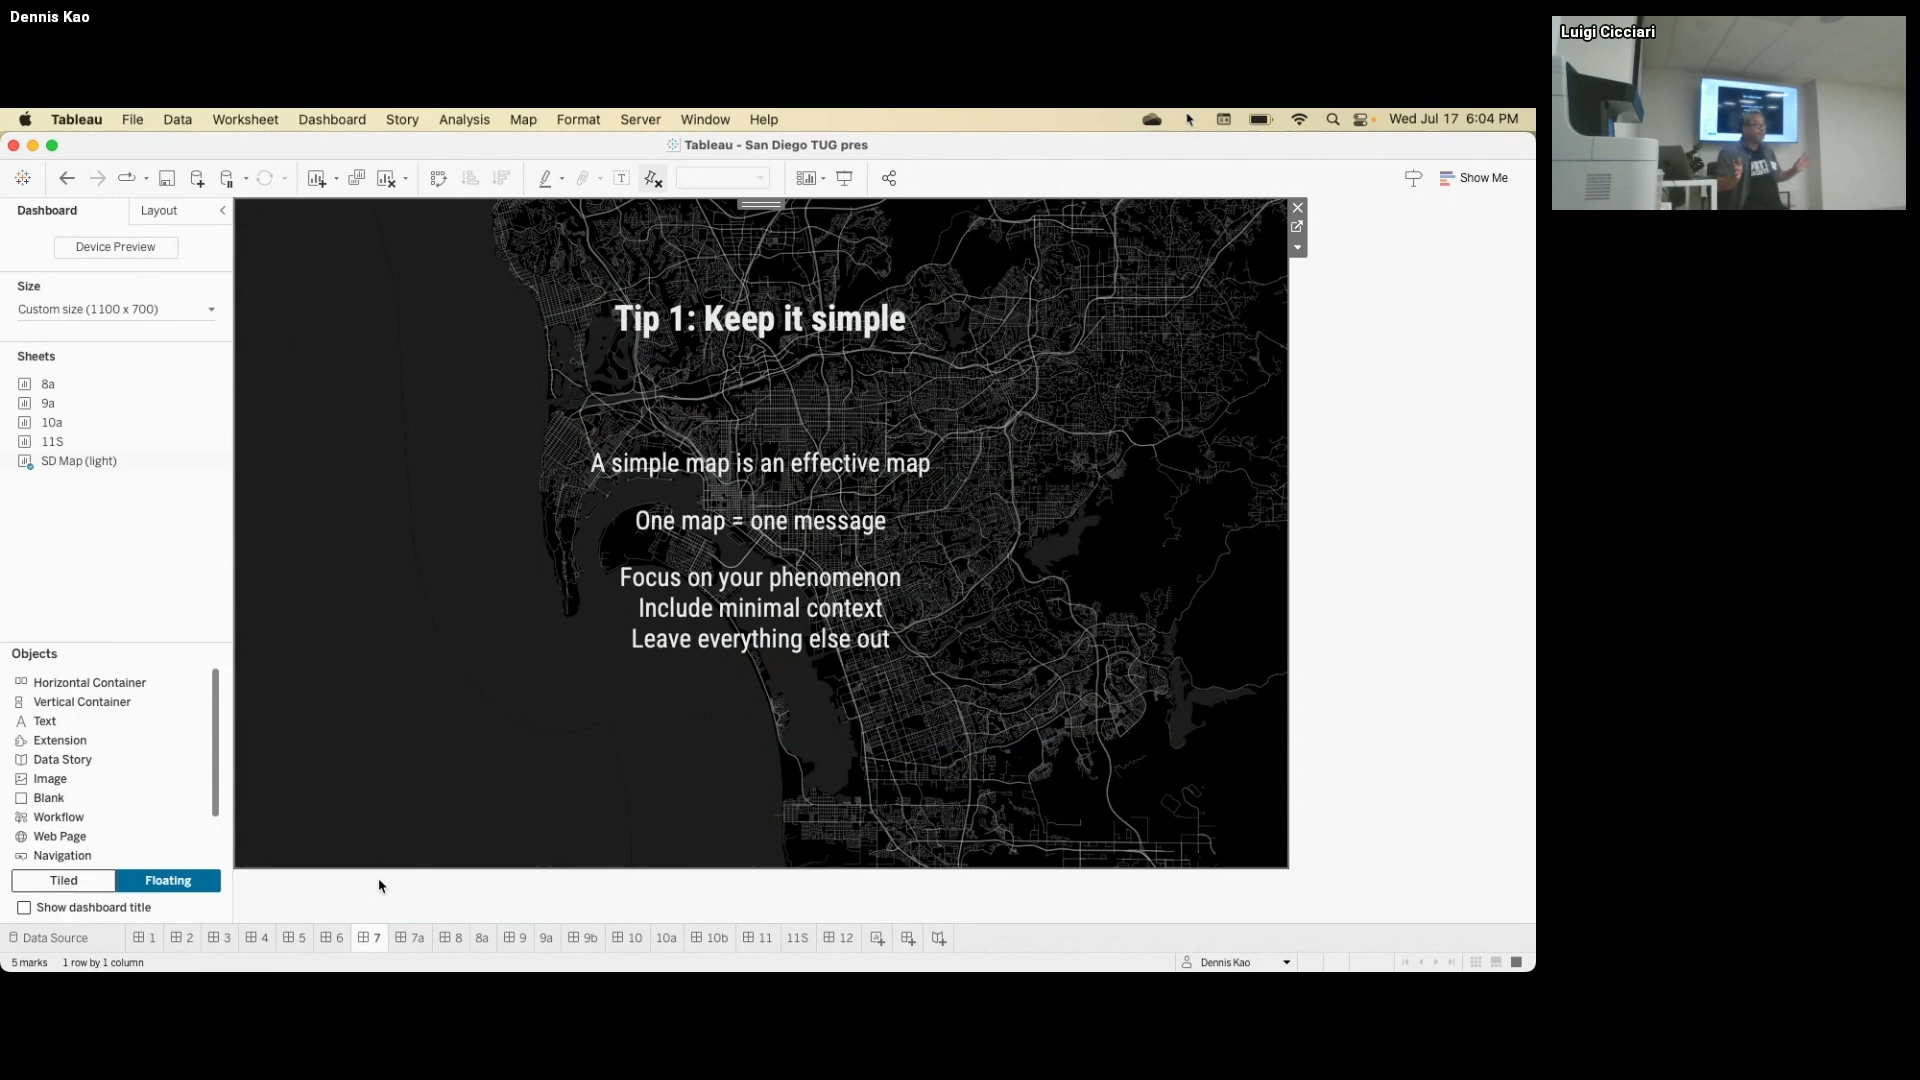 Dennis Kao
Luigi Cicciari
Tableau File Data Worksheet Dashboard Story Analysis Map Format Server Window Help Wed Jul 17 6:04 PM
Tableau - San Diego TUG pres
Show Me
Dashboard Layout
Device Preview
Size
Custom size (1100 x 700)
Sheets
8a
9a
10a
11S
SD Map (light)
Tip 1: Keep it simple
A simple map is an effective map
One map = one message
Focus on your phenomenon
Include minimal context
Leave everything else out
Objects
Horizontal Container
Vertical Container
Text
Extension
Data Story
Image
Blank
Workflow
Web Page
Navigation
Tiled Floating
Show dashboard title
Data Source 1 2 3 4 5 6 7 7a 8 8a 9 9a 9b 10 10a 10b 11 11S 12
5 marks 1 row by 1 column Dennis Kao